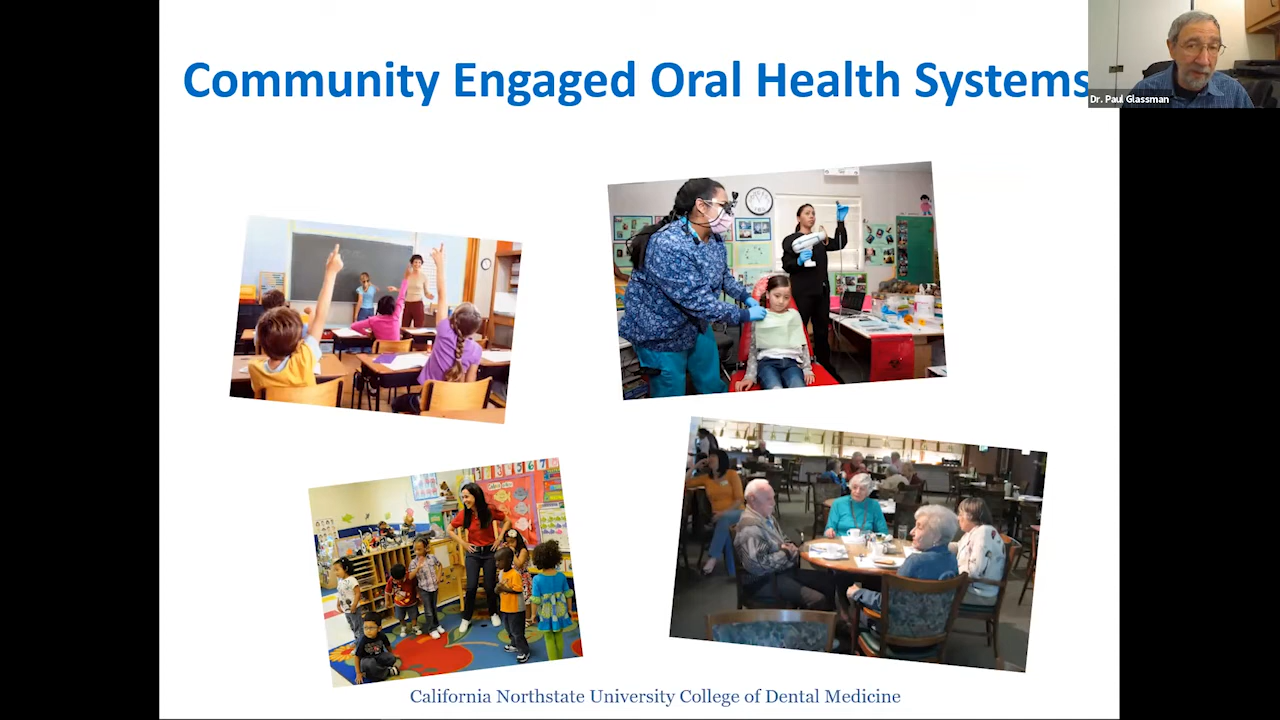 Community Engaged Oral Health Systems
Dr. Paul Glassman
California Northstate University College of Dental Medicine